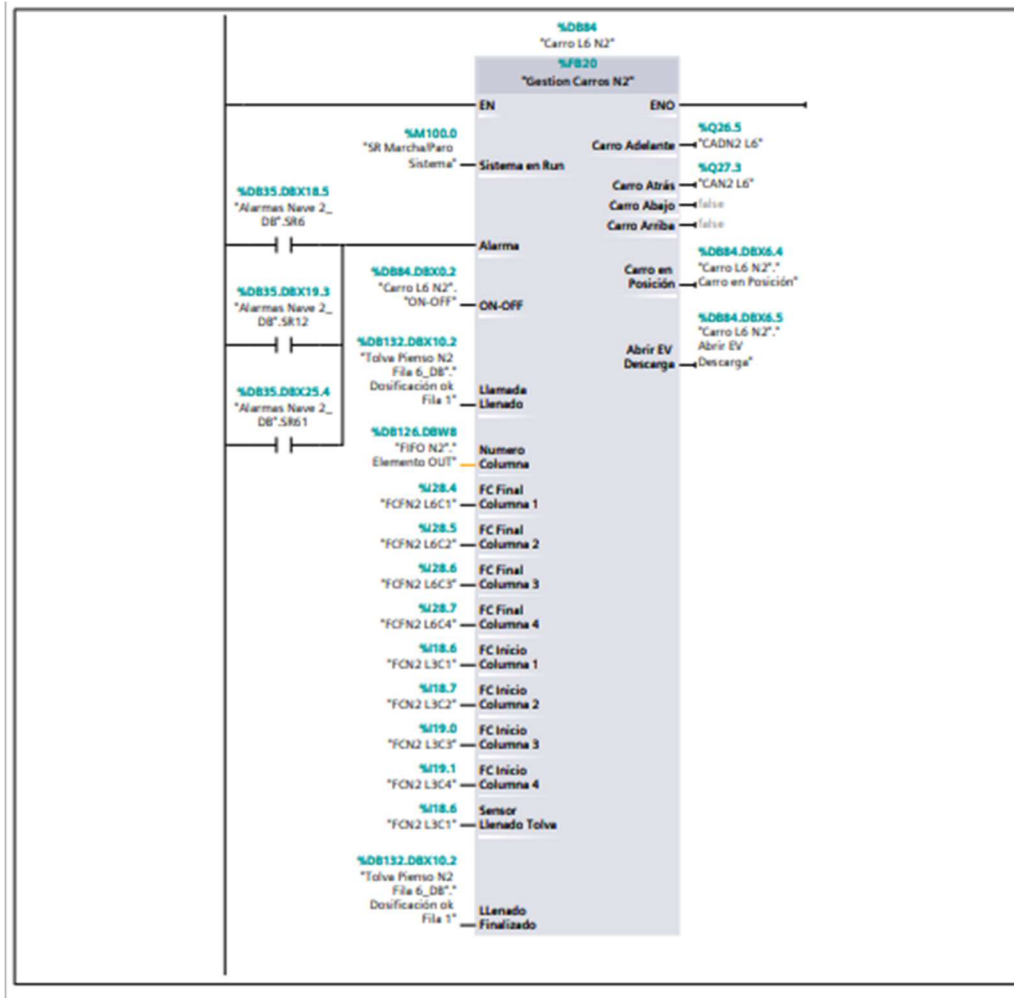 %DB84
"Carro L6 N2"
%FB20
"Gestion Carros N2"
EN
ENO
%M100.0
"SR Marcha/Paro
Sistema"
Sistema en Run
Carro Adelante
%Q26.5
"CADN2 L6"
%Q27.3
Carro Atrás
"CAN2 L6"
Carro Abajo
false
Carro Arriba
false
%DB35.DBX18.5
"Alarmas Nave 2_
DB".SR6
Alarma
%DB84.DBX6.4
"Carro L6 N2"."
Carro en Posición"
Carro en
Posición
%DB84.DBX0.2
"Carro L6 N2".
"ON-OFF"
ON-OFF
%DB35.DBX19.3
"Alarmas Nave 2_
DB".SR12
%DB84.DBX6.5
"Carro L6 N2"."
Abrir EV
Descarga"
Abrir EV
Descarga
%DB132.DBX10.2
"Tolva Pienso N2
Fila 6_DB"."
Dosificación ok
Fila 1"
Llamada
Llenado
%DB35.DBX25.4
"Alarmas Nave 2_
DB".SR61
%DB126.DBW8
"FIFO N2"."
Elemento OUT"
Numero
Columna
%I28.4
"FCFN2 L6C1"
FC Final
Columna 1
%I28.5
"FCFN2 L6C2"
FC Final
Columna 2
%I28.6
"FCFN2 L6C3"
FC Final
Columna 3
%I28.7
"FCFN2 L6C4"
FC Final
Columna 4
%I18.6
"FCN2 L3C1"
FC Inicio
Columna 1
%I18.7
"FCN2 L3C2"
FC Inicio
Columna 2
%I19.0
"FCN2 L3C3"
FC Inicio
Columna 3
%I19.1
"FCN2 L3C4"
FC Inicio
Columna 4
%I18.6
"FCN2 L3C1"
Sensor
Llenado Tolva
%DB132.DBX10.2
"Tolva Pienso N2
Fila 6_DB"."
Dosificación ok
Fila 1"
LLenado
Finalizado